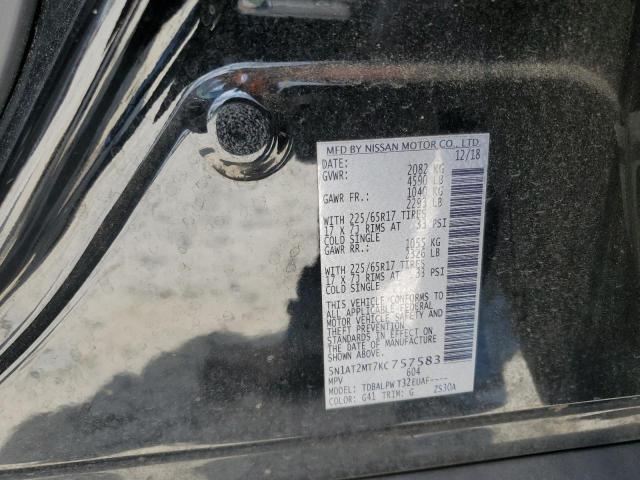 MFD BY NISSAN MOTOR CO., LTD
DATE: 12/18
GVWR: 2082 KG
4590 LB
GAWR FR.: 1040 KG
2293 LB
WITH 225/65R17 TIRES
17 X 7J RIMS AT 33 PSI
COLD SINGLE
GAWR RR.: 1055 KG
2326 LB
WITH 225/65R17 TIRES
17 X 7J RIMS AT 33 PSI
COLD SINGLE
THIS VEHICLE CONFORMS TO
ALL APPLICABLE FEDERAL
MOTOR VEHICLE SAFETY AND
THEFT PREVENTION
STANDARDS IN EFFECT ON
THE DATE OF MANUFACTURE
SHOWN ABOVE.
5N1AT2MT7KC757583
MPV 604
MODEL: TDBALPW T32EUAF----
COLOR: G41 TRIM: G ZS30A